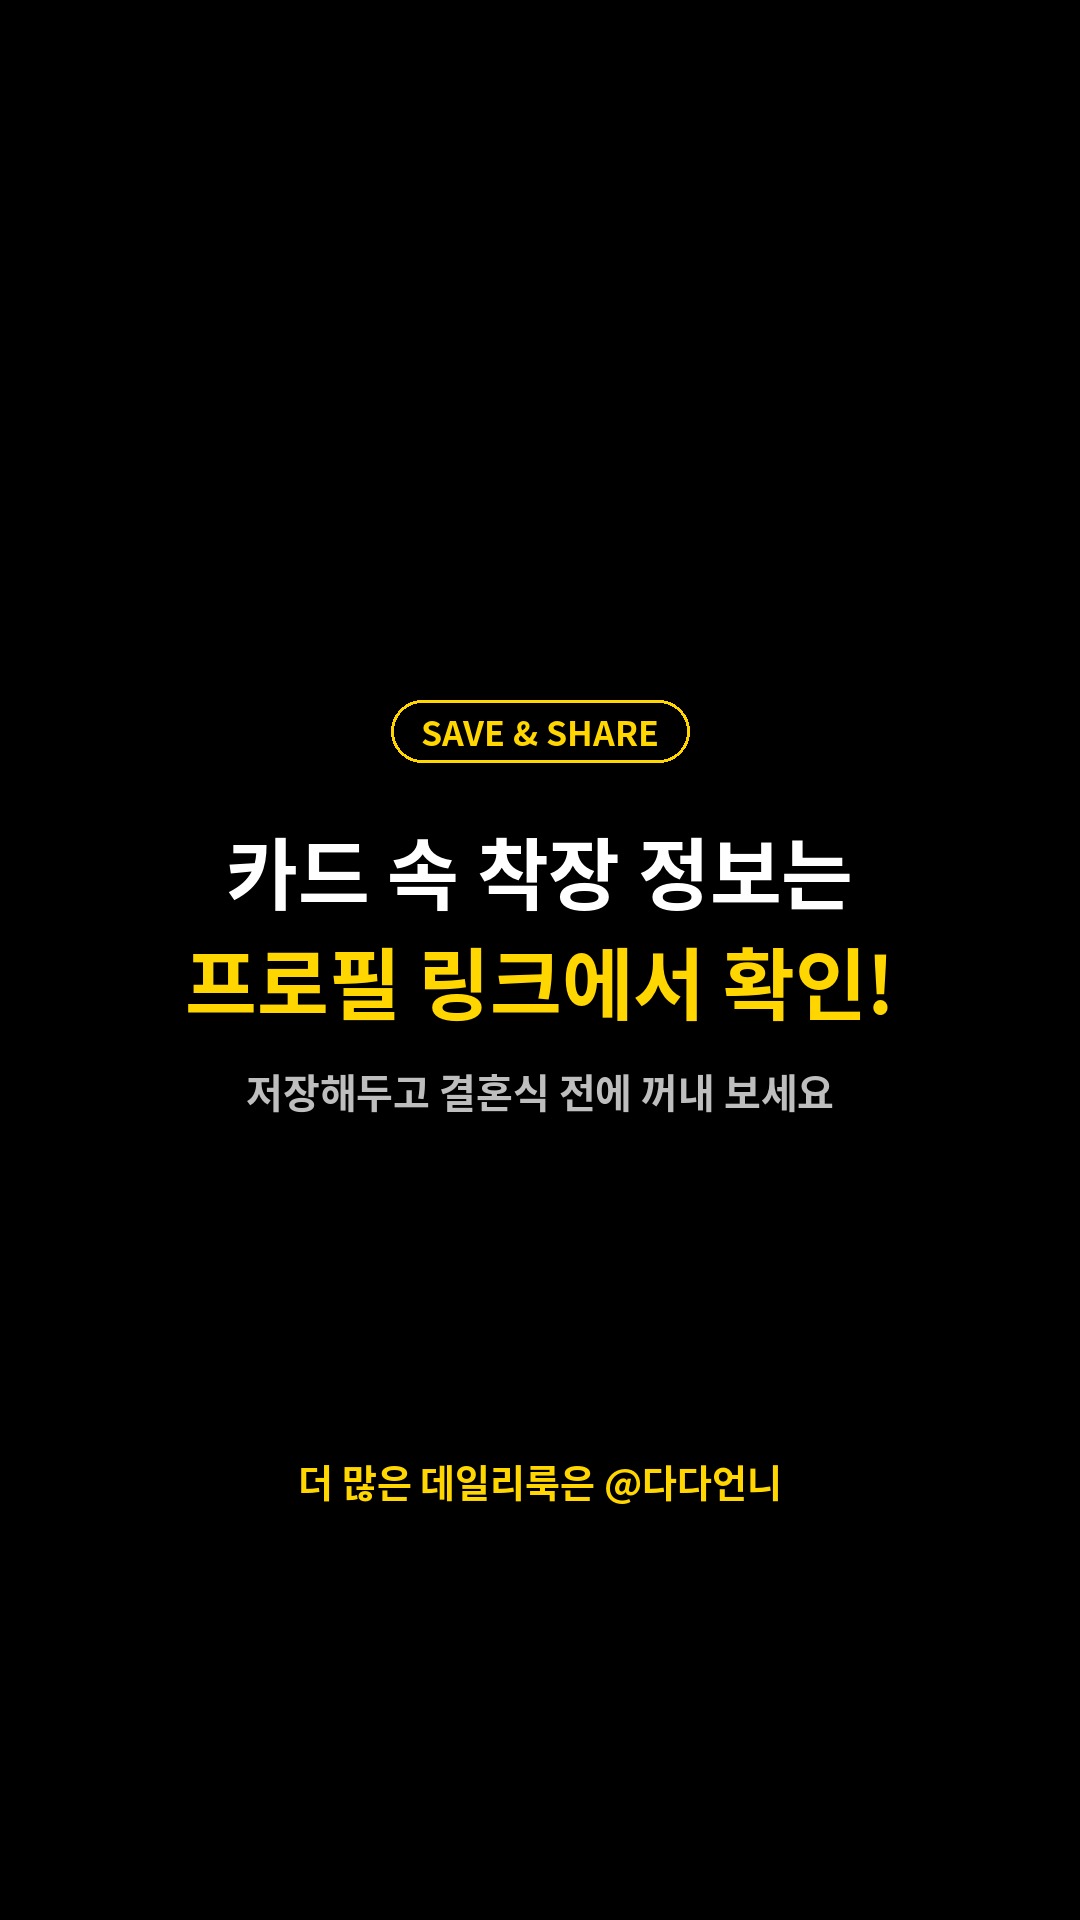 SAVE & SHARE
카드 속 착장 정보는
프로필 링크에서 확인!
저장해두고 결혼식 전에 꺼내 보세요
더 많은 데일리룩은 @다다언니